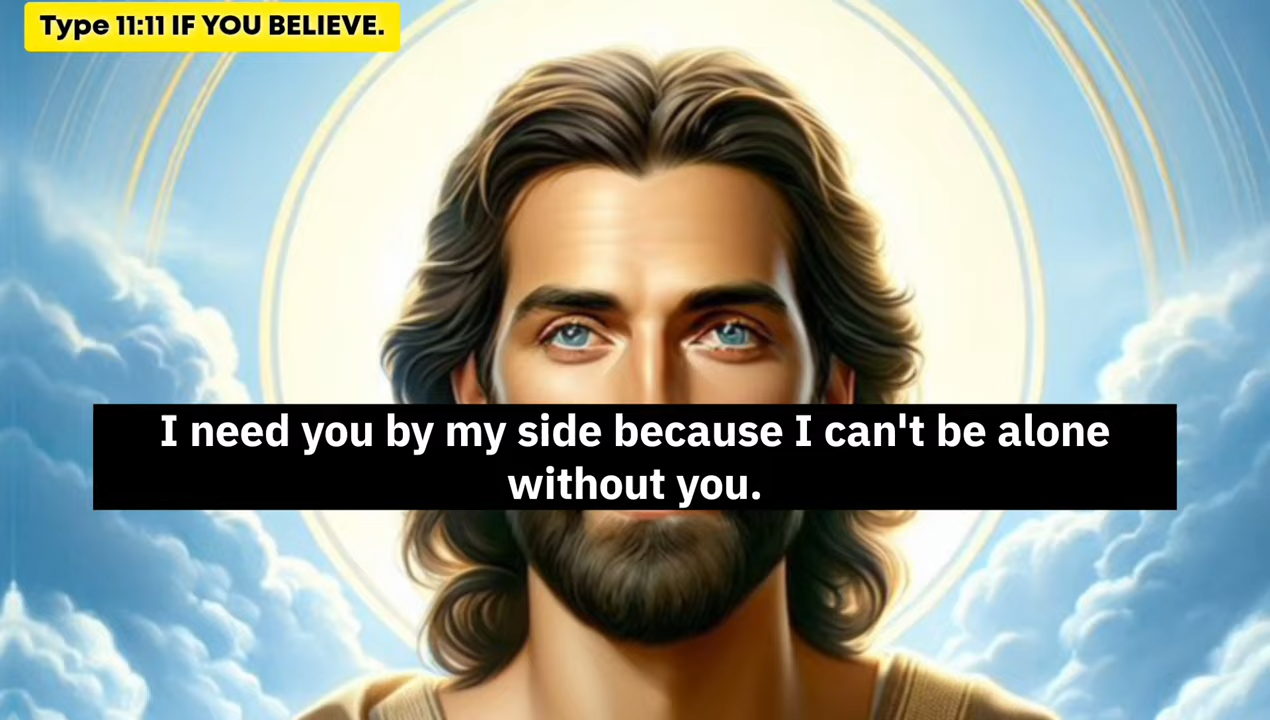 Type 11:11 IF YOU BELIEVE.
I need you by my side because I can't be alone
without you.